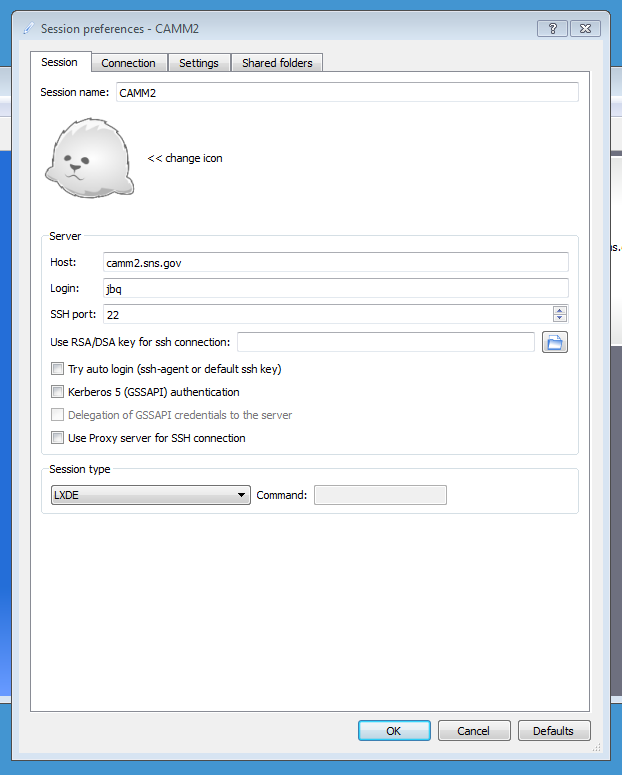 Session preferences - CAMM2
?
Session Connection Settings Shared folders
Session name: CAMM2
<< change icon
Server
Host: camm2.sns.gov
Login: jbq
SSH port: 22
Use RSA/DSA key for ssh connection:
Try auto login (ssh-agent or default ssh key)
Kerberos 5 (GSSAPI) authentication
Delegation of GSSAPI credentials to the server
Use Proxy server for SSH connection
Session type
LXDE Command:
OK Cancel Defaults